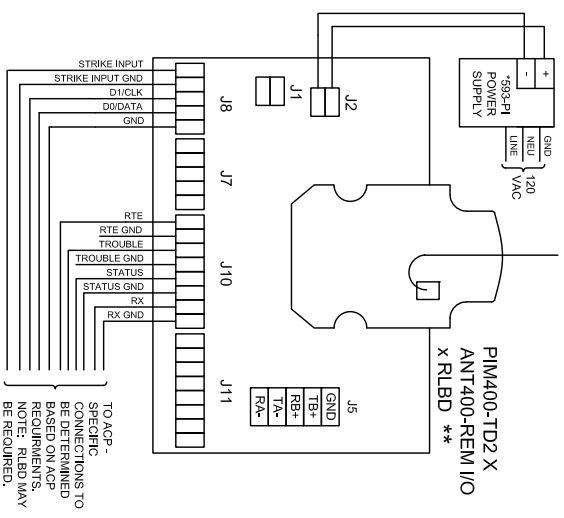 STRIKE INPUT
STRIKE INPUT GND
D1/CLK
D0/DATA
GND
J8
J1
J2
*593-PI
POWER
SUPPLY
-
+
LINE
NEU
GND
120
VAC
J7
RTE
RTE GND
TROUBLE
TROUBLE GND
STATUS
STATUS GND
RX
RX GND
J10
J11
J5
GND
TB+
RB+
TA-
RA-
PIM400-TD2 X
ANT400-REM I/O
x RLBD **
TO ACP -
SPECIFIC
CONNECTIONS TO
BE DETERMINED
BASED ON ACP
REQUIRMENTS.
NOTE: RLBD MAY
BE REQUIRED.